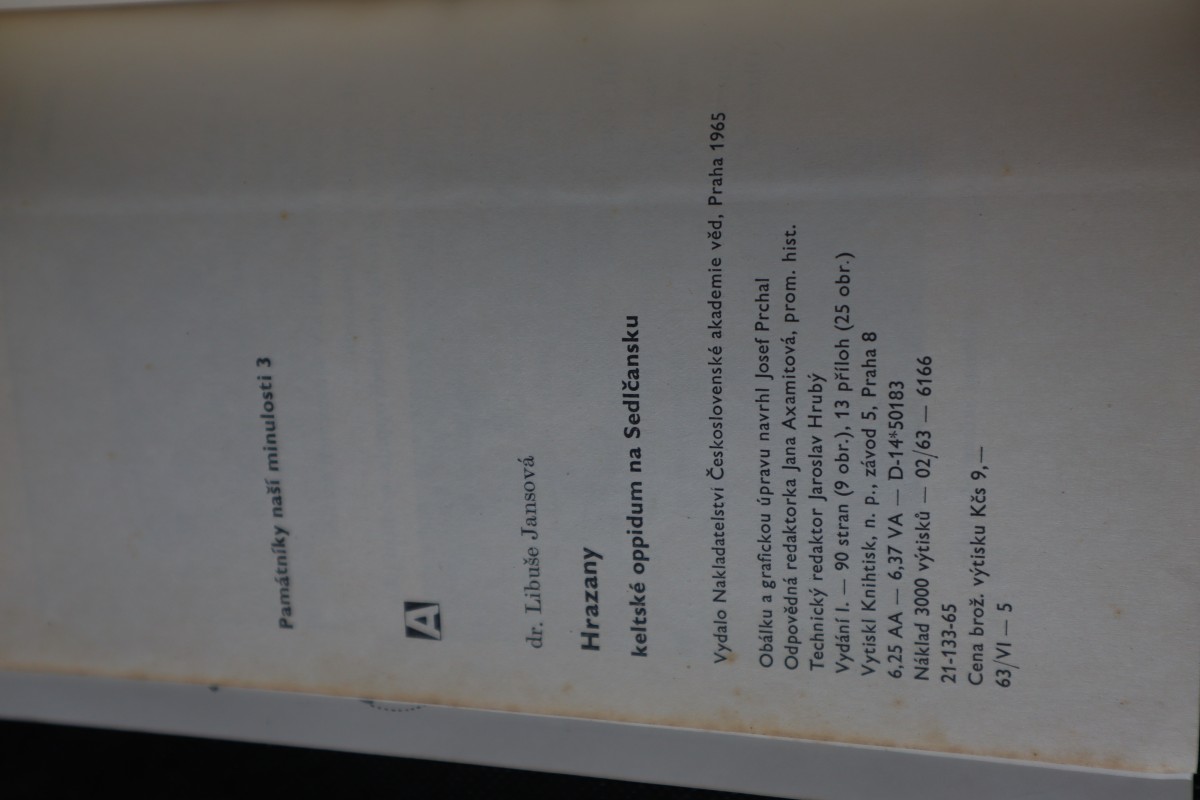 Památníky naší minulosti 3
A
dr. Libuše Jansová
Hrazany
keltské oppidum na Sedlčansku
Vydalo Nakladatelství Československé akademie věd, Praha 1965
Obálku a grafickou úpravu navrhl Josef Prchal
Odpovědná redaktorka Jana Axamitová, prom. hist.
Technický redaktor Jaroslav Hrubý
Vydání I. — 90 stran (9 obr.), 13 příloh (25 obr.)
Vytiskl Knihtisk, n. p., závod 5, Praha 8
6,25 AA — 6,37 VA — D-14*50183
Náklad 3000 výtisků — 02/63 — 6166
21-133-65
Cena brož. výtisku Kčs 9,—
63/VI — 5